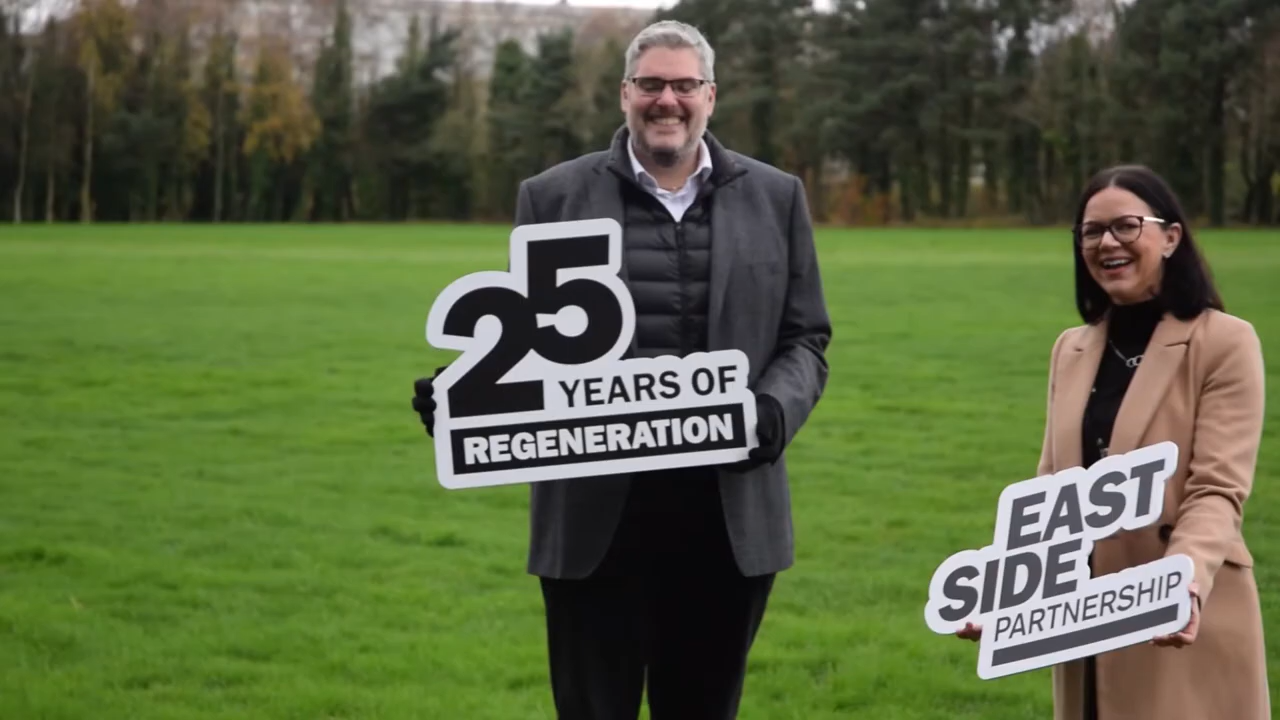 25
YEARS OF
REGENERATION
EAST
SIDE
PARTNERSHIP